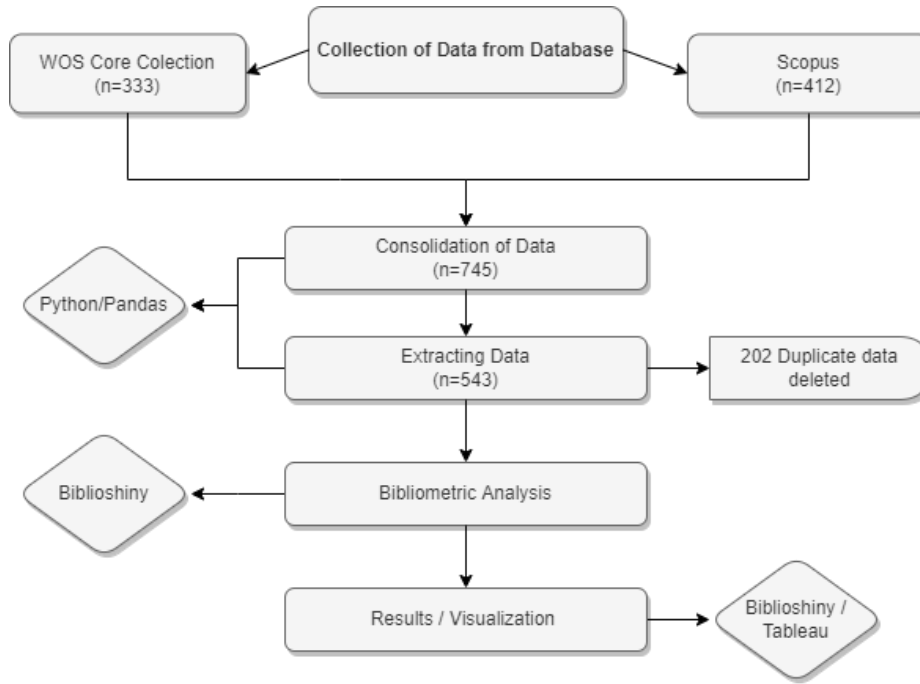 Collection of Data from Database
WOS Core Colection
(n=333)
Scopus
(n=412)
Consolidation of Data
(n=745)
Python/Pandas
Extracting Data
(n=543)
202 Duplicate data
deleted
Biblioshiny
Bibliometric Analysis
Results / Visualization
Biblioshiny /
Tableau